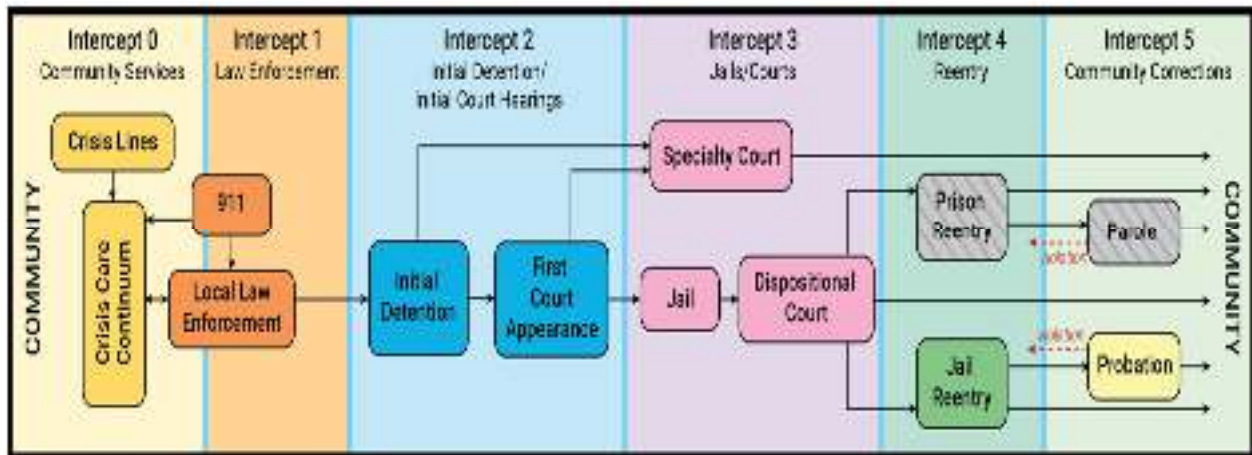 Intercept 0
Community Services
Intercept 1
Law Enforcement
Intercept 2
Initial Detention/
Initial Court Hearings
Intercept 3
Jails/Courts
Intercept 4
Reentry
Intercept 5
Community Corrections
COMMUNITY
Crisis Lines
Crisis Care
Continuum
911
Local Law
Enforcement
Initial
Detention
First
Court
Appearance
Specialty Court
Jail
Dispositional
Court
Prison
Reentry
Parole
violation
Jail
Reentry
violation
Probation
COMMUNITY